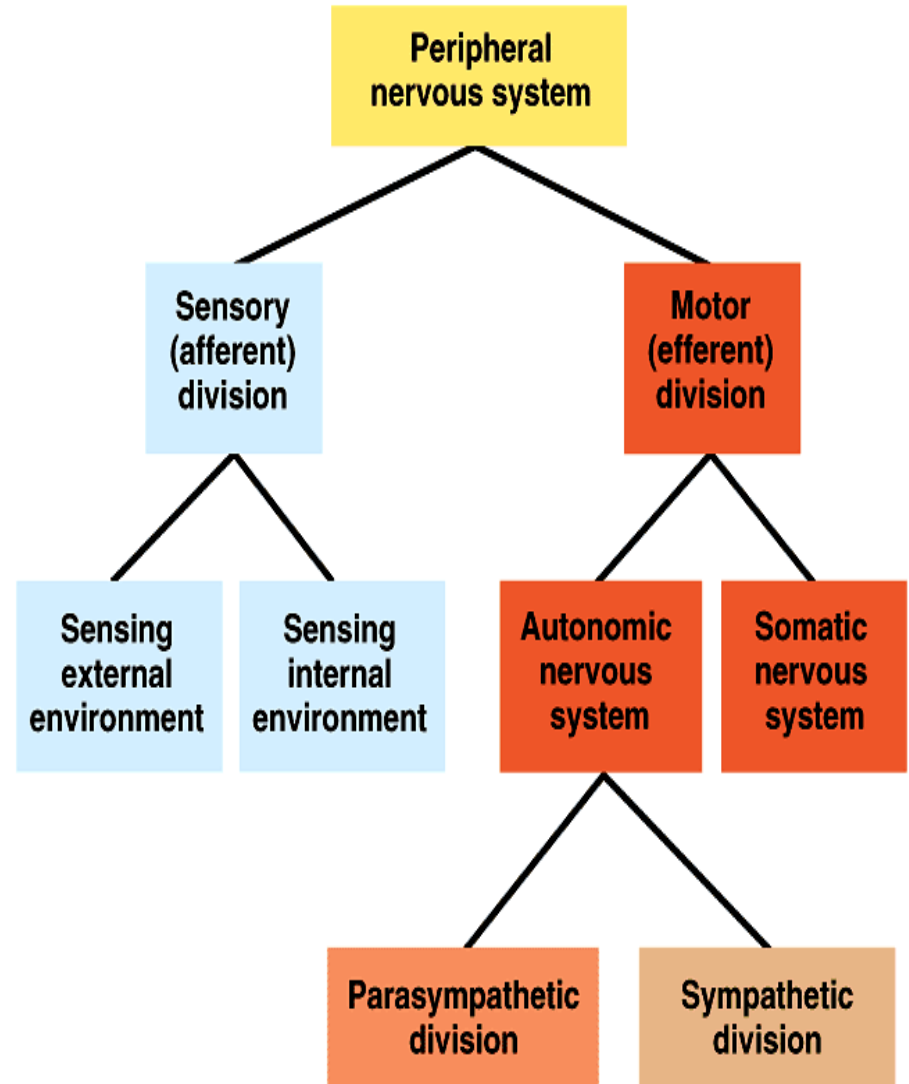 Peripheral
nervous system
Sensory
(afferent)
division
Motor
(efferent)
division
Sensing
external
environment
Sensing
internal
environment
Autonomic
nervous
system
Somatic
nervous
system
Parasympathetic
division
Sympathetic
division